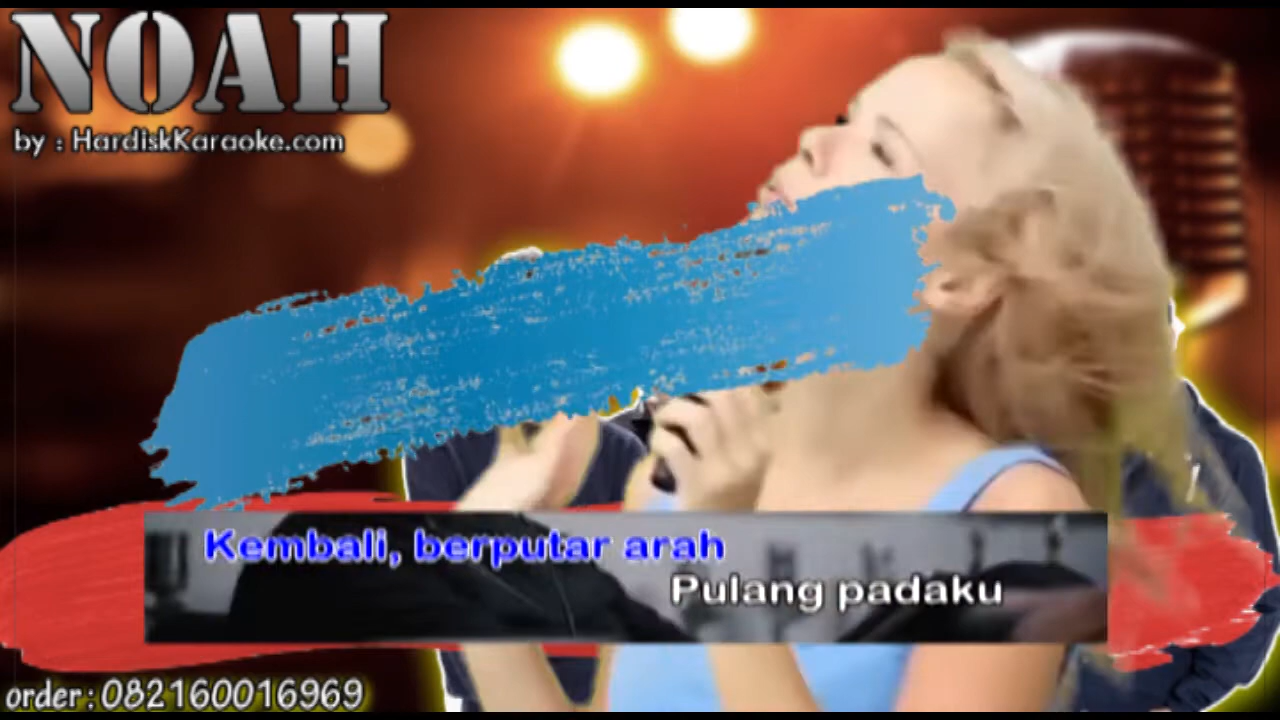 NOAH
by : HardiskKaraoke.com
Kembali, berputar arah
Pulang padaku
order : 082160016969